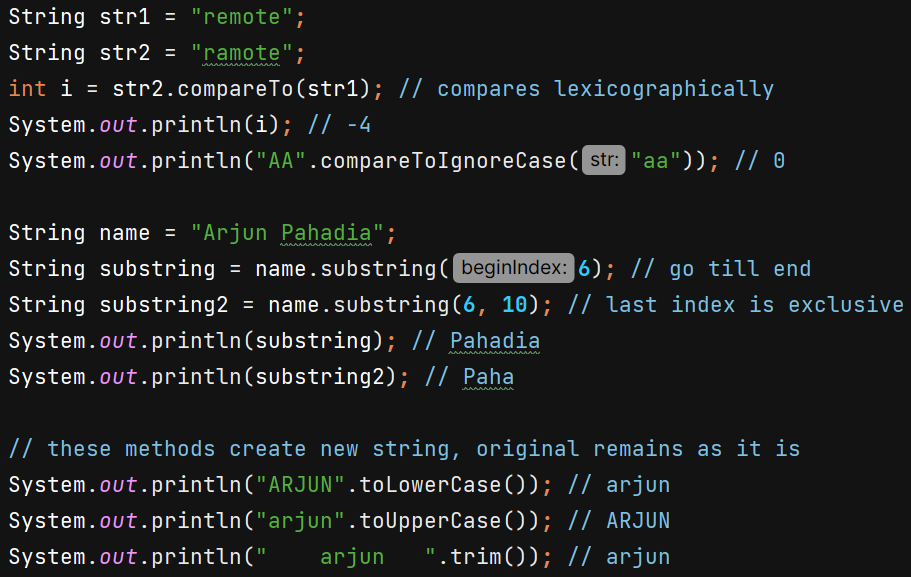 String str1 = "remote";
String str2 = "ramote";
int i = str2.compareTo(str1); // compares lexicographically
System.out.println(i); // -4
System.out.println("AA".compareToIgnoreCase( str: "aa")); // 0
String name = "Arjun Pahadia";
String substring = name.substring( beginIndex: 6); // go till end
String substring2 = name.substring(6, 10); // last index is exclusive
System.out.println(substring); // Pahadia
System.out.println(substring2); // Paha
// these methods create new string, original remains as it is
System.out.println("ARJUN".toLowerCase()); // arjun
System.out.println("arjun".toUpperCase()); // ARJUN
System.out.println("    arjun   ".trim()); // arjun